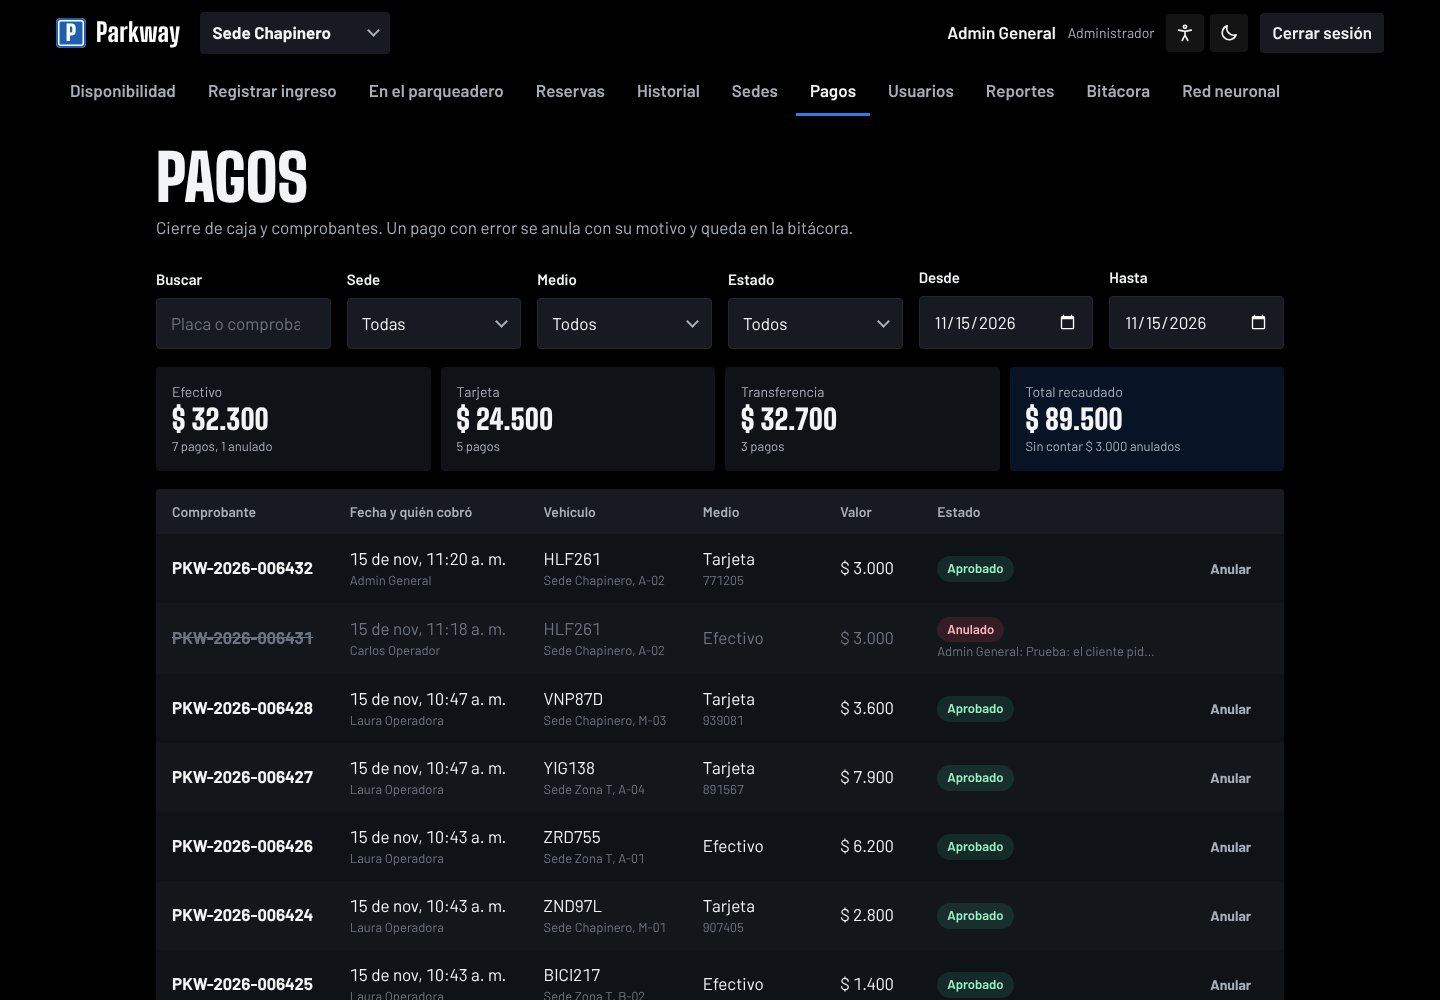 P Parkway
Sede Chapinero
Admin General Administrador
Cerrar sesión
Disponibilidad Registrar ingreso En el parqueadero Reservas Historial Sedes Pagos Usuarios Reportes Bitácora Red neuronal
PAGOS
Cierre de caja y comprobantes. Un pago con error se anula con su motivo y queda en la bitácora.
Buscar Sede Medio Estado Desde Hasta
Placa o comproba Todas Todos Todos 11/15/2026 11/15/2026
Efectivo Tarjeta Transferencia Total recaudado
$ 32.300 $ 24.500 $ 32.700 $ 89.500
7 pagos, 1 anulado 5 pagos 3 pagos Sin contar $ 3.000 anulados
Comprobante Fecha y quién cobró Vehículo Medio Valor Estado
PKW-2026-006432 15 de nov, 11:20 a. m. HLF261 Tarjeta $ 3.000 Aprobado Anular
Admin General Sede Chapinero, A-02 771205
PKW-2026-006431 15 de nov, 11:18 a. m. HLF261 Efectivo $ 3.000 Anulado
Carlos Operador Sede Chapinero, A-02 Admin General: Prueba: el cliente pid...
PKW-2026-006428 15 de nov, 10:47 a. m. VNP87D Tarjeta $ 3.600 Aprobado Anular
Laura Operadora Sede Chapinero, M-03 939081
PKW-2026-006427 15 de nov, 10:47 a. m. YIG138 Tarjeta $ 7.900 Aprobado Anular
Laura Operadora Sede Zona T, A-04 891567
PKW-2026-006426 15 de nov, 10:43 a. m. ZRD755 Efectivo $ 6.200 Aprobado Anular
Laura Operadora Sede Zona T, A-01
PKW-2026-006424 15 de nov, 10:43 a. m. ZND97L Tarjeta $ 2.800 Aprobado Anular
Laura Operadora Sede Chapinero, M-01 907405
PKW-2026-006425 15 de nov, 10:43 a. m. BICI217 Efectivo $ 1.400 Aprobado Anular
Laura Operadora Sede Zona T, B-02